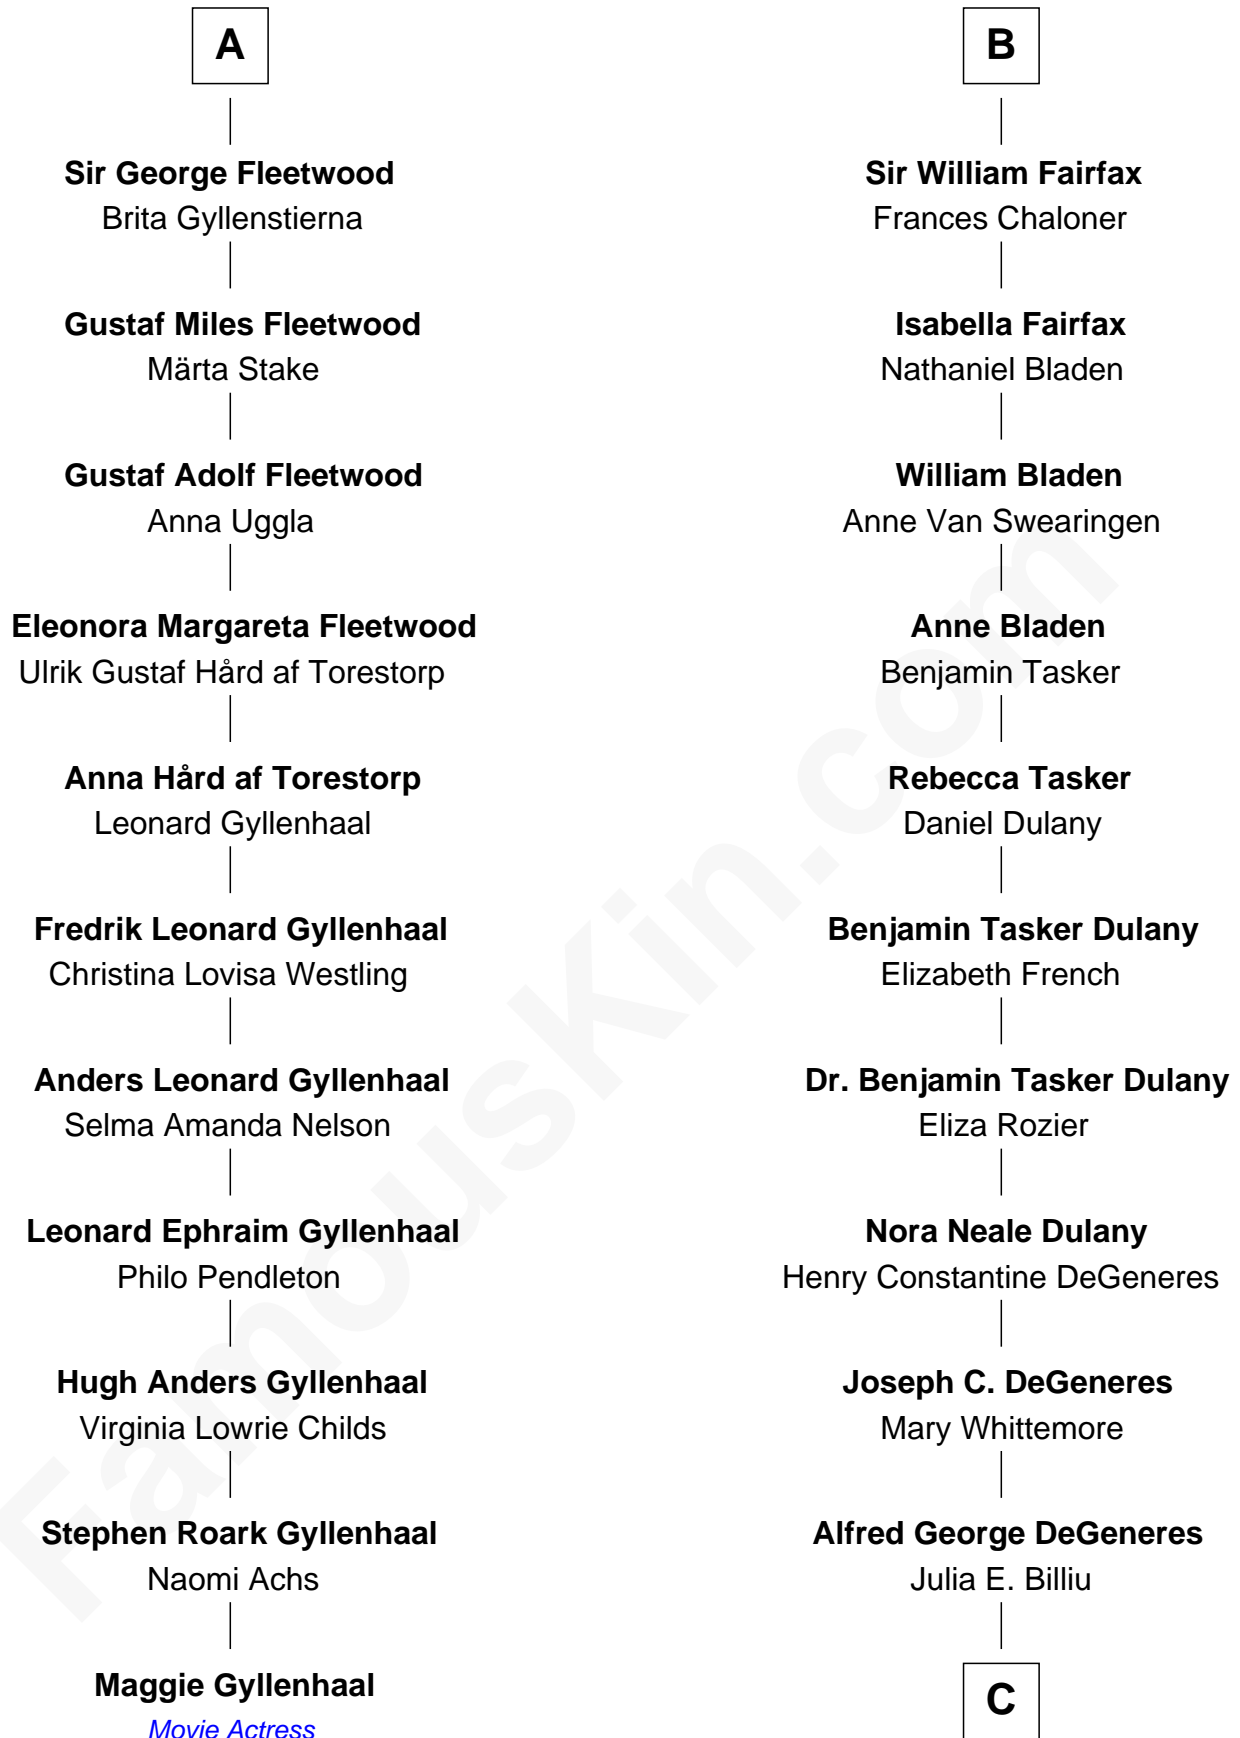 A
Sir George Fleetwood
Brita Gyllenstierna
Gustaf Miles Fleetwood
Märta Stake
Gustaf Adolf Fleetwood
Anna Uggla
Eleonora Margareta Fleetwood
Ulrik Gustaf Hård af Torestorp
Anna Hård af Torestorp
Leonard Gyllenhaal
Fredrik Leonard Gyllenhaal
Christina Lovisa Westling
Anders Leonard Gyllenhaal
Selma Amanda Nelson
Leonard Ephraim Gyllenhaal
Philo Pendleton
Hugh Anders Gyllenhaal
Virginia Lowrie Childs
Stephen Roark Gyllenhaal
Naomi Achs
Maggie Gyllenhaal
Movie Actress
B
Sir William Fairfax
Frances Chaloner
Isabella Fairfax
Nathaniel Bladen
William Bladen
Anne Van Swearingen
Anne Bladen
Benjamin Tasker
Rebecca Tasker
Daniel Dulany
Benjamin Tasker Dulany
Elizabeth French
Dr. Benjamin Tasker Dulany
Eliza Rozier
Nora Neale Dulany
Henry Constantine DeGeneres
Joseph C. DeGeneres
Mary Whittemore
Alfred George DeGeneres
Julia E. Billiu
C
FamousKin.com